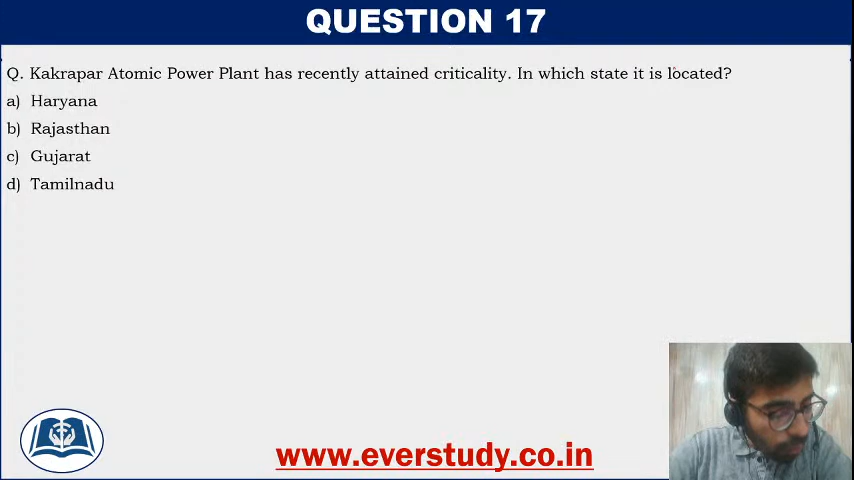 QUESTION 17
Q. Kakrapar Atomic Power Plant has recently attained criticality. In which state it is located?
a) Haryana
b) Rajasthan
c) Gujarat
d) Tamilnadu
www.everstudy.co.in